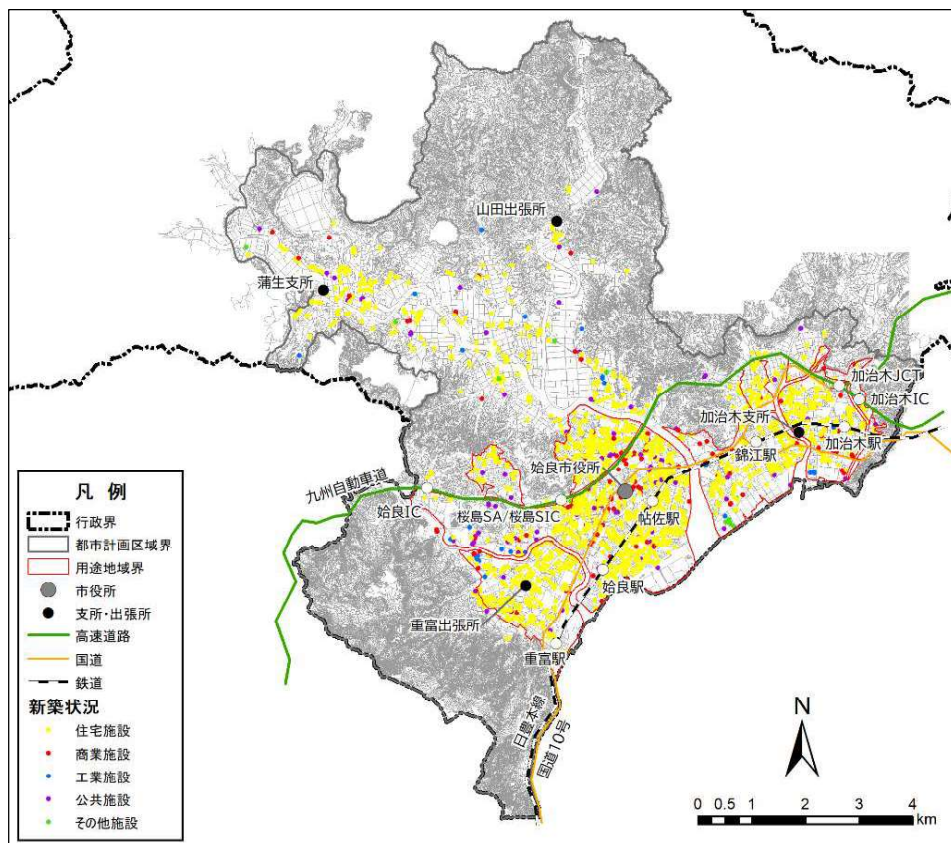 山田出張所
蒲生支所
加治木JCT
加治木IC
加治木支所
加治木駅
錦江駅
姶良市役所
九州自動車道
姶良IC
桜島SA/桜島SIC
帖佐駅
姶良駅
重富出張所
重富駅
日豊本線
国道10号
凡 例
行政界
都市計画区域界
用途地域界
市役所
支所・出張所
高速道路
国道
鉄道
新築状況
住宅施設
商業施設
工業施設
公共施設
その他施設
N
0 0.5 1 2 3 4
km